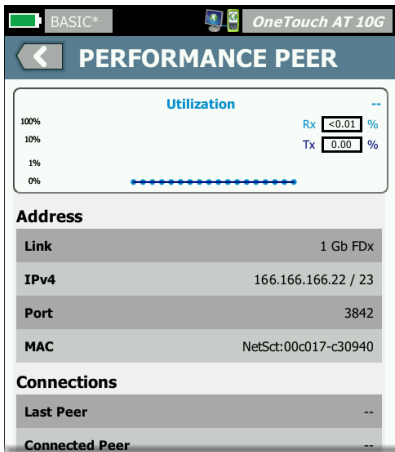 BASIC* OneTouch AT 10G
PERFORMANCE PEER
Utilization --
100% Rx <0.01 %
10% Tx 0.00 %
1%
0%
Address
Link 1 Gb FDx
IPv4 166.166.166.22 / 23
Port 3842
MAC NetSct:00c017-c30940
Connections
Last Peer --
Connected Peer --